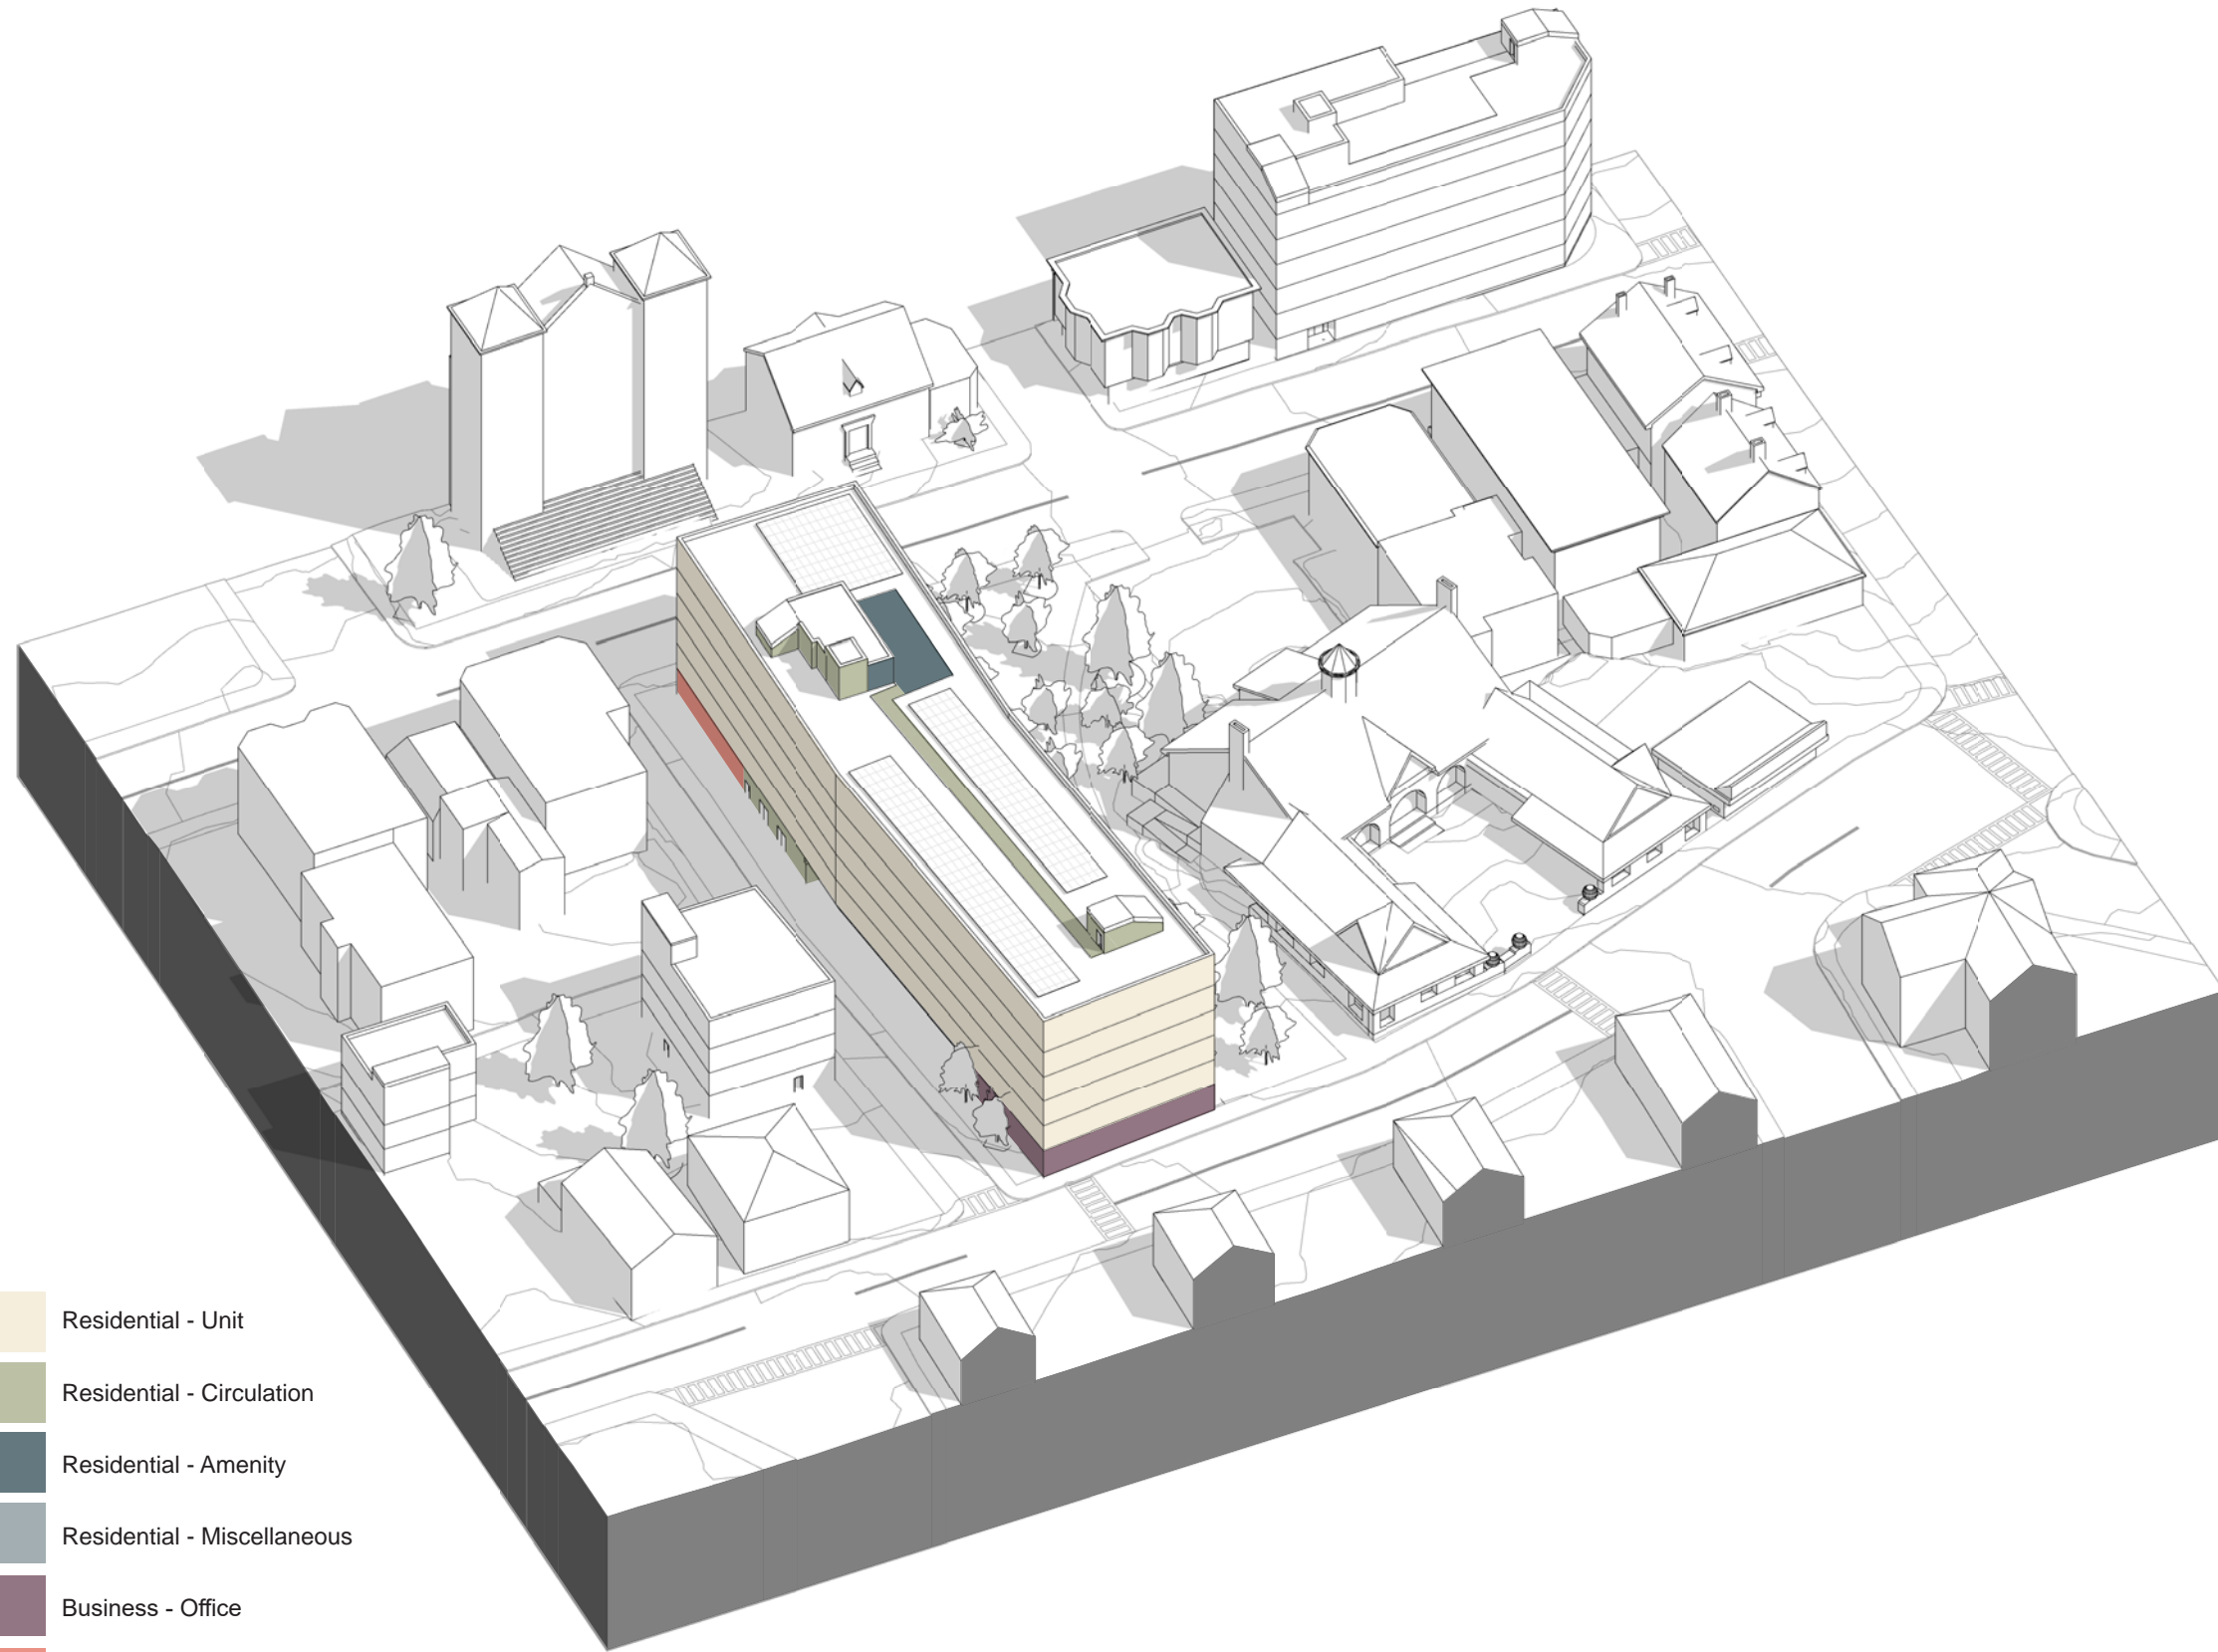 Residential - Unit
Residential - Circulation
Residential - Amenity
Residential - Miscellaneous
Business - Office